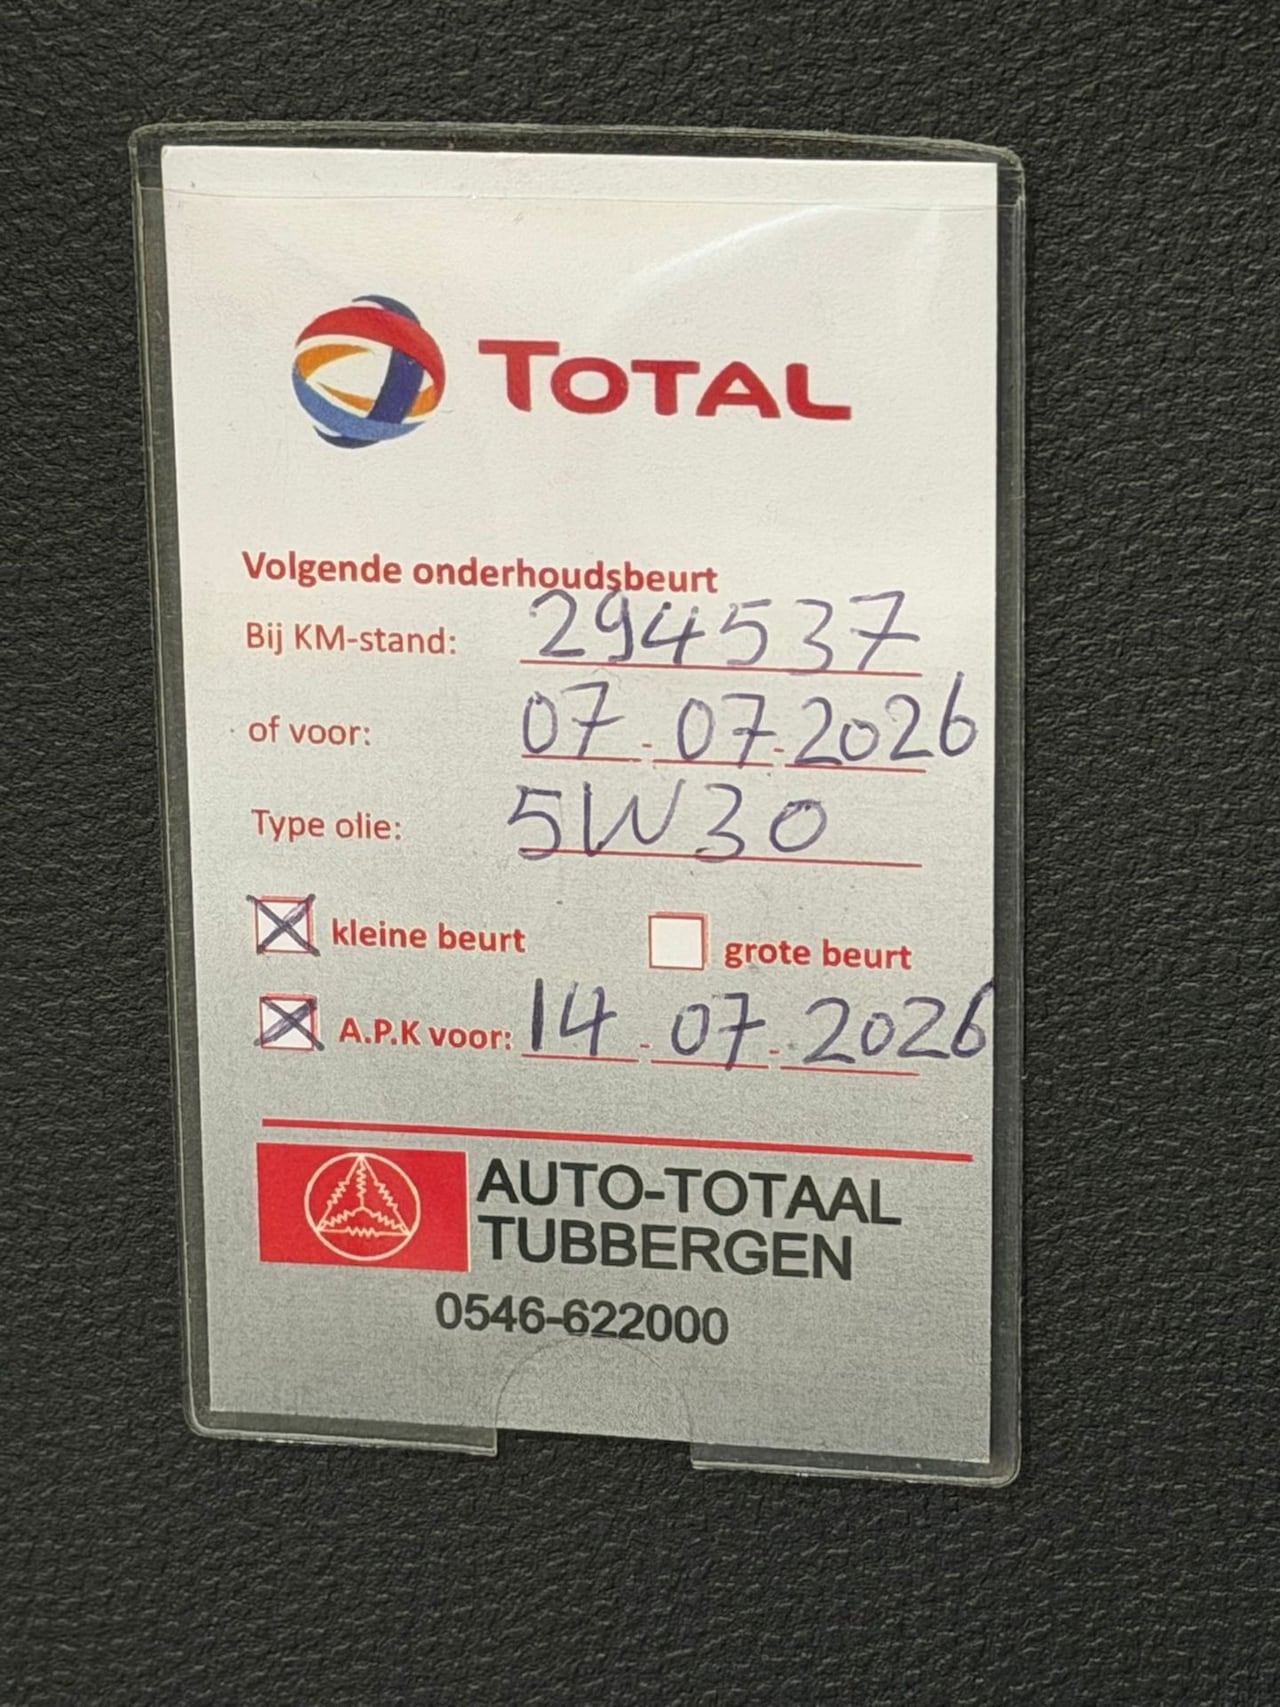 TOTAL
Volgende onderhoudsbeurt
Bij KM-stand: 294537
of voor: 07-07-2026
Type olie: 5W30
kleine beurt grote beurt
A.P.K voor: 14-07-2026
AUTO-TOTAAL
TUBBERGEN
0546-622000